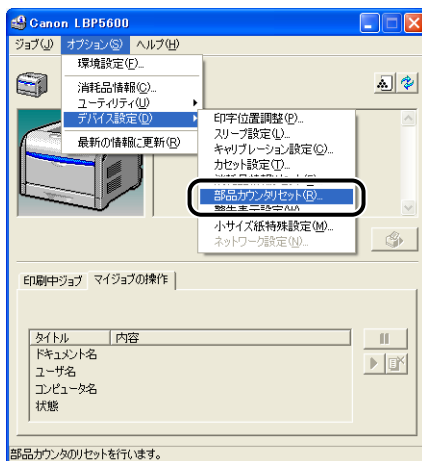 Canon LBP5600
ジョブ(J) オプション(S) ヘルプ(H)
環境設定(F)...
消耗品情報(C)...
ユーティリティ(U)
デバイス設定(D)
最新の情報に更新(R)
印字位置調整(P)...
スリープ設定(L)...
キャリブレーション設定(C)...
カセット設定(T)...
部品カウンタリセット(R)...
小サイズ紙特殊設定(M)...
ネットワーク設定(N)...
印刷中ジョブ マイジョブの操作
タイトル 内容
ドキュメント名
ユーザ名
コンピュータ名
状態
部品カウンタのリセットを行います。